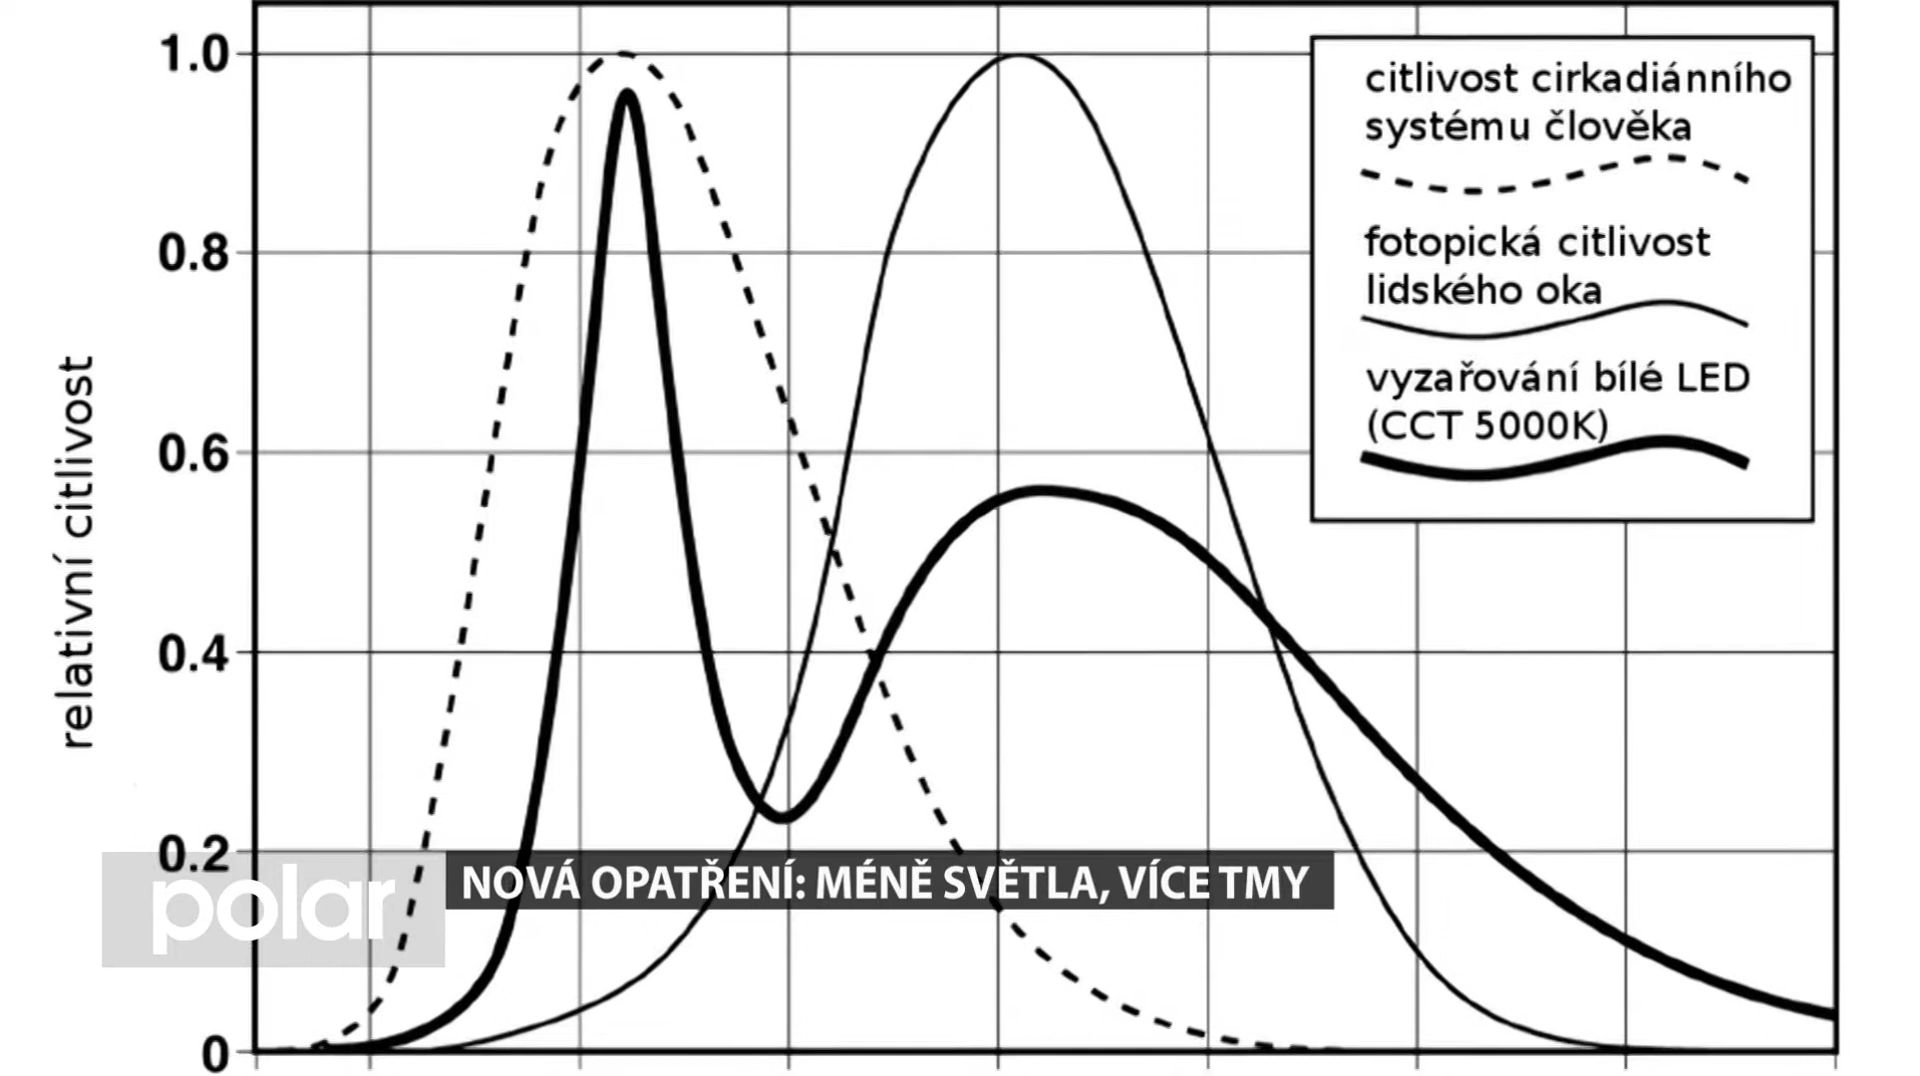 1.0
0.8
0.6
0.4
0.2
0
relativní citlivost
citlivost cirkadiánního
systému člověka
fotopická citlivost
lidského oka
vyzařování bílé LED
(CCT 5000K)
polar
NOVÁ OPATŘENÍ: MÉNĚ SVĚTLA, VÍCE TMY